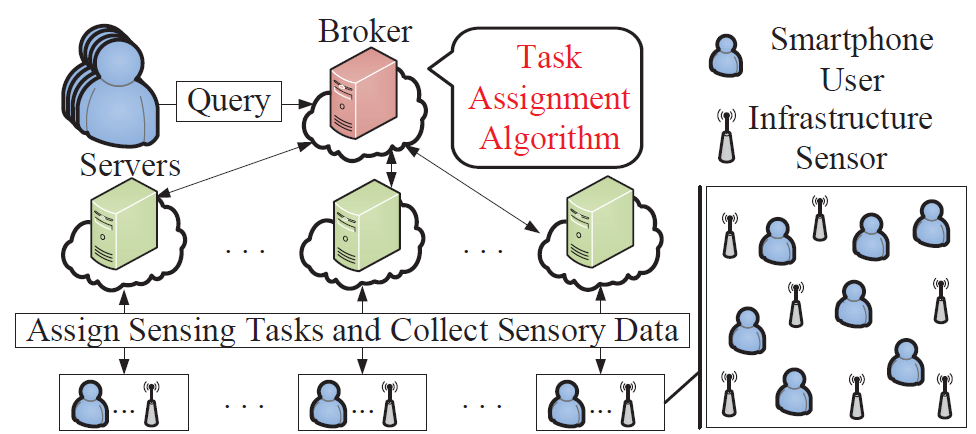 Broker
Task
Assignment
Algorithm
Query
Servers
Smartphone
User
Infrastructure
Sensor
. . .
. . .
Assign Sensing Tasks and Collect Sensory Data
...
. . .
...
. . .
...